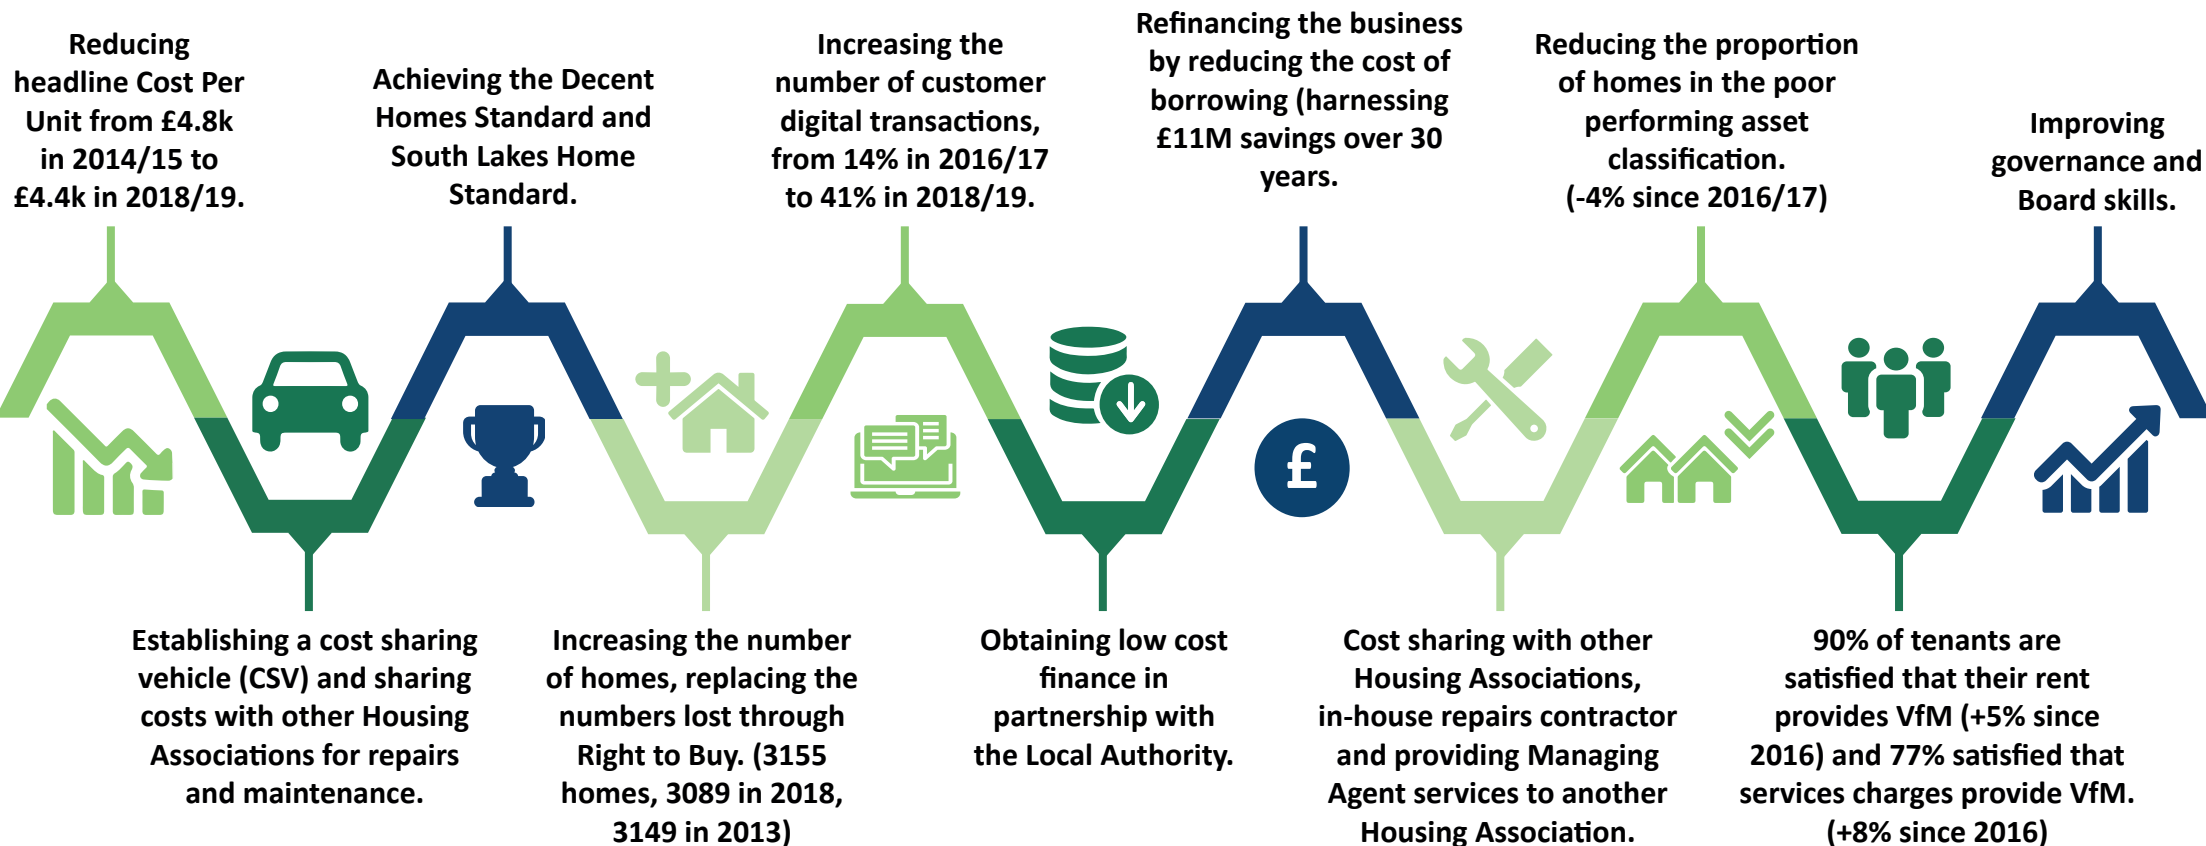 Reducing
headline Cost Per
Unit from £4.8k
in 2014/15 to
£4.4k in 2018/19.
Establishing a cost sharing
vehicle (CSV) and sharing
costs with other Housing
Associations for repairs
and maintenance.
Achieving the Decent
Homes Standard and
South Lakes Home
Standard.
Increasing the number
of homes, replacing the
numbers lost through
Right to Buy. (3155
homes, 3089 in 2018,
3149 in 2013)
Increasing the
number of customer
digital transactions,
from 14% in 2016/17
to 41% in 2018/19.
Obtaining low cost
finance in
partnership with
the Local Authority.
Refinancing the business
by reducing the cost of
borrowing (harnessing
£11M savings over 30
years.
£
Cost sharing with other
Housing Associations,
in-house repairs contractor
and providing Managing
Agent services to another
Housing Association.
Reducing the proportion
of homes in the poor
performing asset
classification.
(-4% since 2016/17)
90% of tenants are
satisfied that their rent
provides VfM (+5% since
2016) and 77% satisfied that
services charges provide VfM.
(+8% since 2016)
Improving
governance and
Board skills.